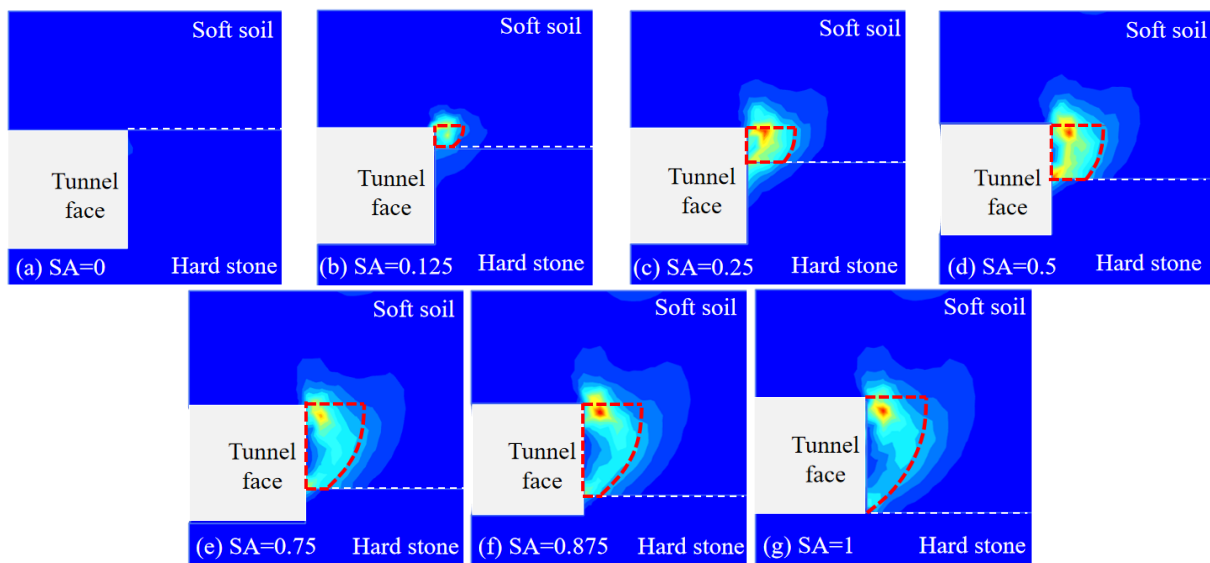 Soft soil
Tunnel
face
(a) SA=0
Hard stone
Soft soil
Tunnel
face
(b) SA=0.125
Hard stone
Soft soil
Tunnel
face
(c) SA=0.25
Hard stone
Soft soil
Tunnel
face
(d) SA=0.5
Hard stone
Soft soil
Tunnel
face
(e) SA=0.75
Hard stone
Soft soil
Tunnel
face
(f) SA=0.875
Hard stone
Soft soil
Tunnel
face
(g) SA=1
Hard stone